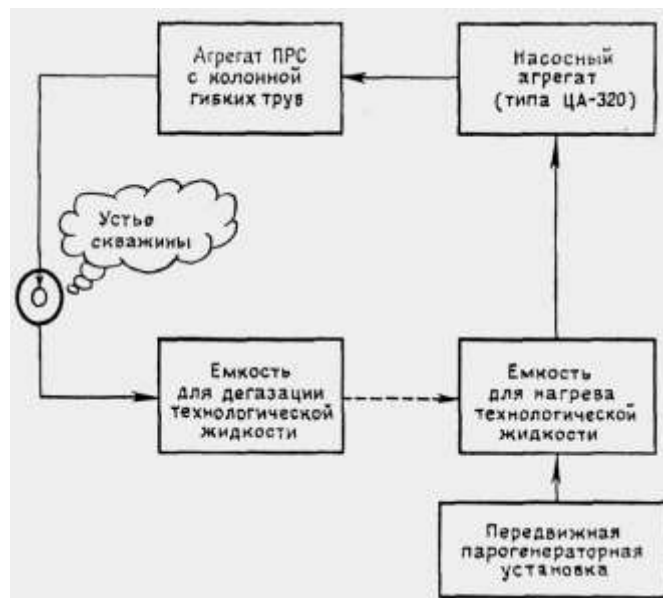 Агрегат ПРС
с колонной
гибких трув
Насосный
агрегат
(типа ЦА-320)
Устье
скважины
Емкость
для дегазации
технологической
жидкости
Емкость
для нагрева
технологической
жидкости
Передвижная
парогенераторная
установка